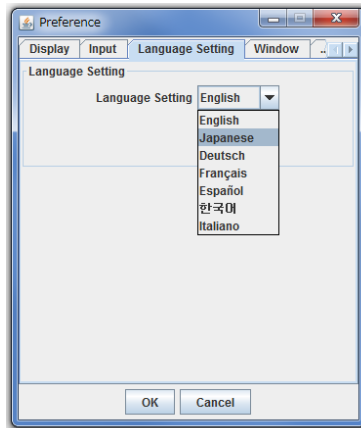 Preference
Display Input Language Setting Window ..
Language Setting
Language Setting English
English
Japanese
Deutsch
Français
Español
한국어
Italiano
OK Cancel